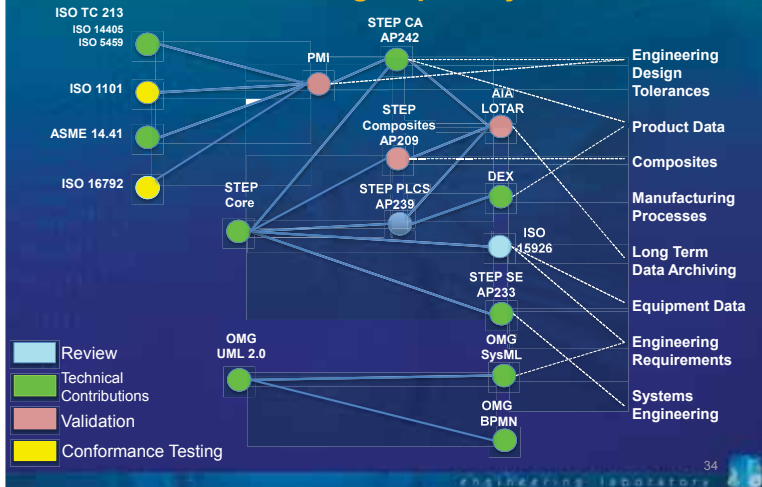 ISO TC 213
ISO 14405
ISO 5459
ISO 1101
ASME 14.41
ISO 16792
PMI
STEP CA
AP242
STEP
Composites
AP209
STEP PLCS
AP239
STEP
Core
AiA
LOTAR
DEX
ISO
15926
STEP SE
AP233
OMG
UML 2.0
OMG
SysML
OMG
BPMN
Engineering
Design
Tolerances
Product Data
Composites
Manufacturing
Processes
Long Term
Data Archiving
Equipment Data
Engineering
Requirements
Systems
Engineering
Review
Technical
Contributions
Validation
Conformance Testing
34
engineering laboratory